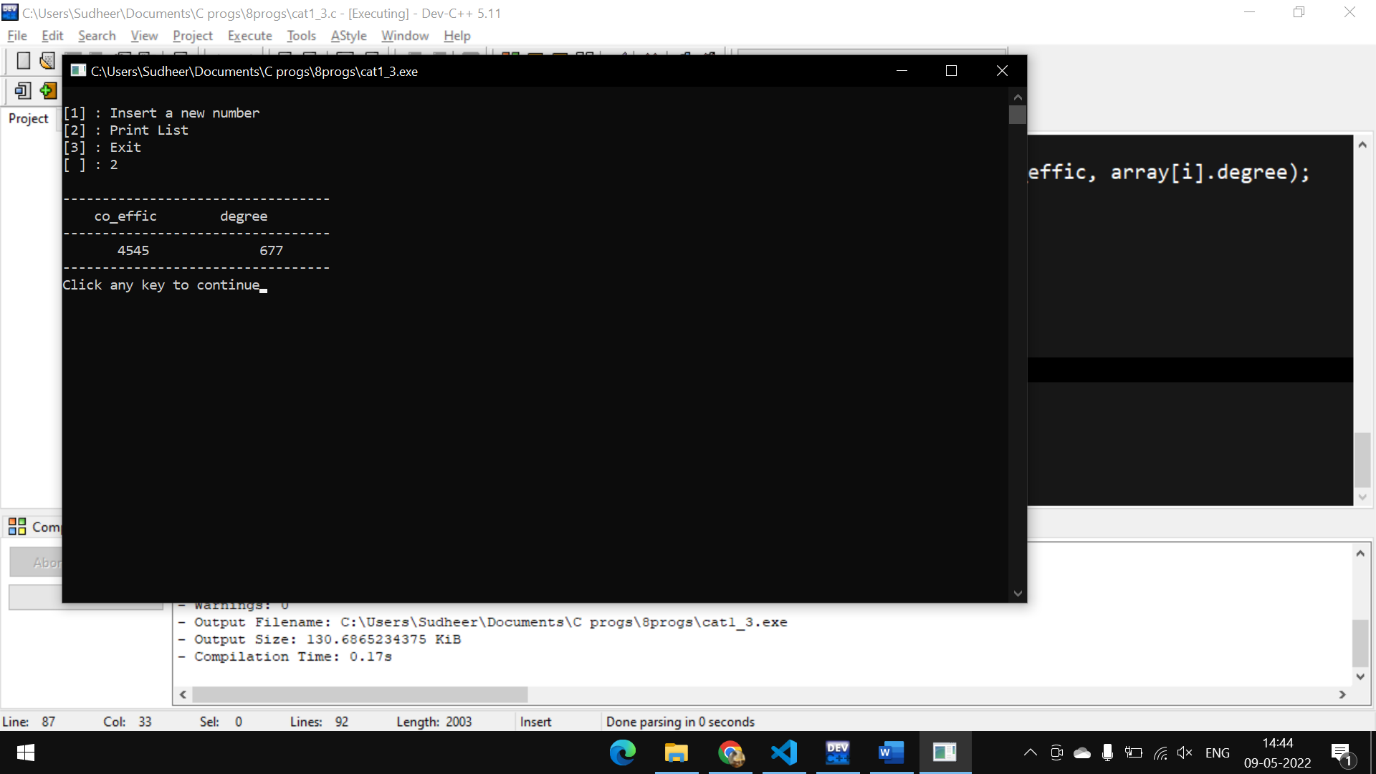 C:\Users\Sudheer\Documents\C progs\8progs\cat1_3.c - [Executing] - Dev-C++ 5.11
File Edit Search View Project Execute Tools AStyle Window Help
C:\Users\Sudheer\Documents\C progs\8progs\cat1_3.exe
Project
[1] : Insert a new number
[2] : Print List
[3] : Exit
[ ] : 2
effic, array[i].degree);
----------------------------------
co_effic degree
----------------------------------
4545 677
----------------------------------
Click any key to continue
- Warnings: 0
- Output Filename: C:\Users\Sudheer\Documents\C progs\8progs\cat1_3.exe
- Output Size: 130.6865234375 KiB
- Compilation Time: 0.17s
Line: 87 Col: 33 Sel: 0 Lines: 92 Length: 2003 Insert Done parsing in 0 seconds
DEV C++ W ENG 14:44
09-05-2022 1